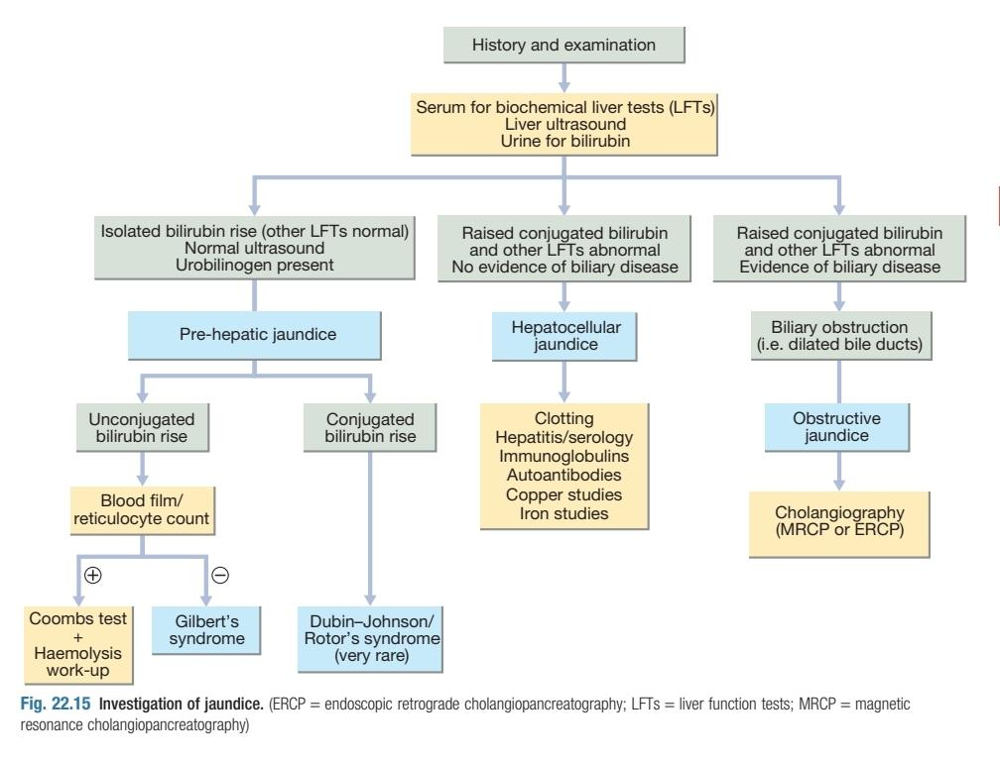 History and examination
Serum for biochemical liver tests (LFTs)
Liver ultrasound
Urine for bilirubin
Isolated bilirubin rise (other LFTs normal)
Normal ultrasound
Urobilinogen present
Raised conjugated bilirubin
and other LFTs abnormal
No evidence of biliary disease
Raised conjugated bilirubin
and other LFTs abnormal
Evidence of biliary disease
Pre-hepatic jaundice
Hepatocellular
jaundice
Biliary obstruction
(i.e. dilated bile ducts)
Unconjugated
bilirubin rise
Conjugated
bilirubin rise
Clotting
Hepatitis/serology
Immunoglobulins
Autoantibodies
Copper studies
Iron studies
Obstructive
jaundice
Blood film/
reticulocyte count
Cholangiography
(MRCP or ERCP)
+
−
Coombs test
+
Haemolysis
work-up
Gilbert's
syndrome
Dubin–Johnson/
Rotor's syndrome
(very rare)
Fig. 22.15 Investigation of jaundice. (ERCP = endoscopic retrograde cholangiopancreatography; LFTs = liver function tests; MRCP = magnetic
resonance cholangiopancreatography)